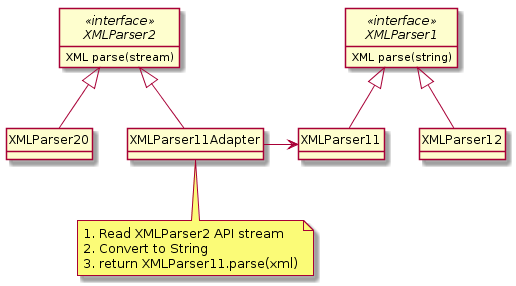 «interface»
XMLParser2
XML parse(stream)
«interface»
XMLParser1
XML parse(string)
XMLParser20
XMLParser11Adapter
XMLParser11
XMLParser12
1. Read XMLParser2 API stream
2. Convert to String
3. return XMLParser11.parse(xml)